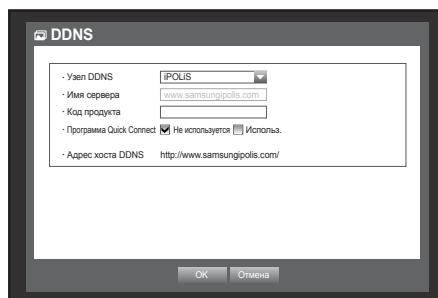 DDNS
· Узел DDNS iPOLiS
· Имя сервера www.samsungipolis.com
· Код продукта
· Программа Quick Connect Не используется Использ.
· Адрес хоста DDNS http://www.samsungipolis.com/
OK Отмена